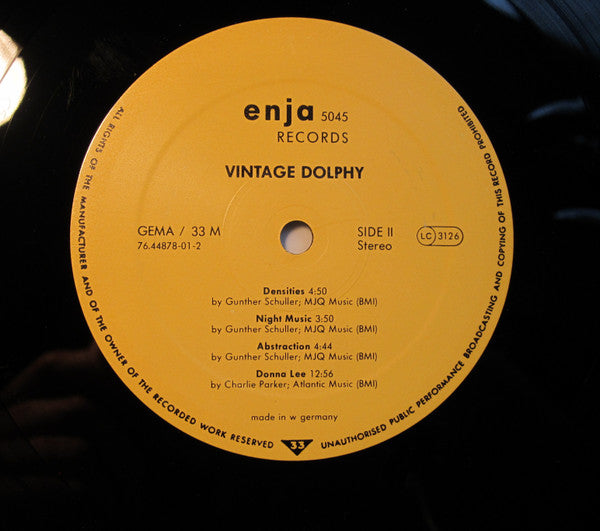 enja 5045
RECORDS
VINTAGE DOLPHY
GEMA / 33 M
76.44878-01-2
SIDE II
Stereo
LC 3126
Densities 4:50
by Gunther Schuller; MJQ Music (BMI)
Night Music 3:50
by Gunther Schuller; MJQ Music (BMI)
Abstraction 4:44
by Gunther Schuller; MJQ Music (BMI)
Donna Lee 12:56
by Charlie Parker; Atlantic Music (BMI)
made in w germany
ALL RIGHTS OF THE MANUFACTURER AND OF THE OWNER OF THE RECORDED WORK RESERVED
33
UNAUTHORISED PUBLIC PERFORMANCE BROADCASTING AND COPYING OF THIS RECORD PROHIBITED